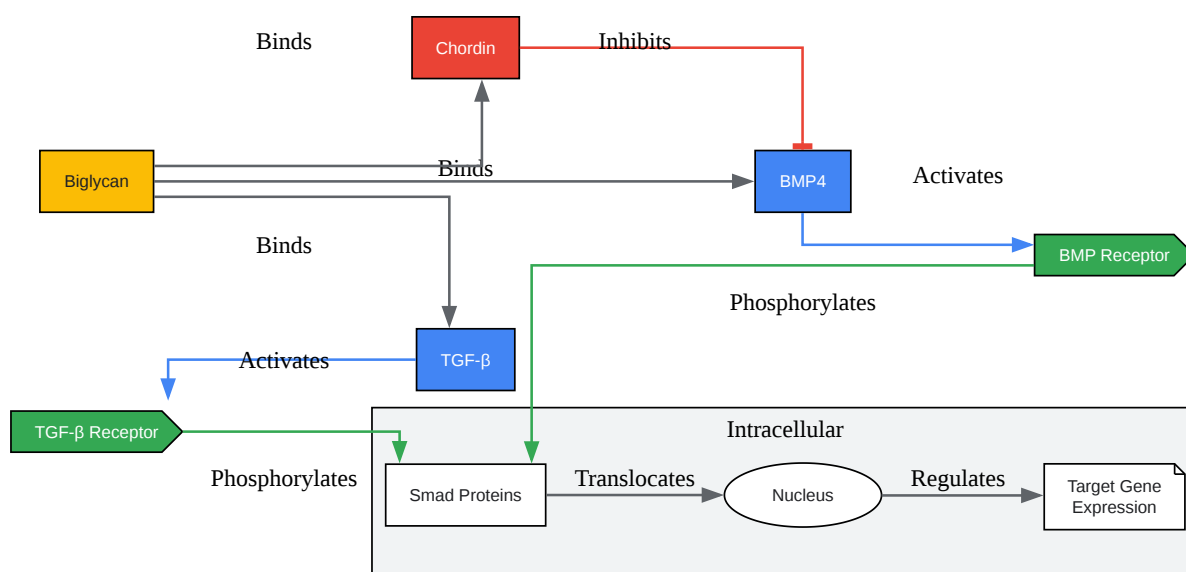 Binds
Chordin
Inhibits
Biglycan
Binds
BMP4
Activates
Binds
BMP Receptor
Phosphorylates
TGF-β
Activates
TGF-β Receptor
Intracellular
Phosphorylates
Smad Proteins
Translocates
Nucleus
Regulates
Target Gene
Expression